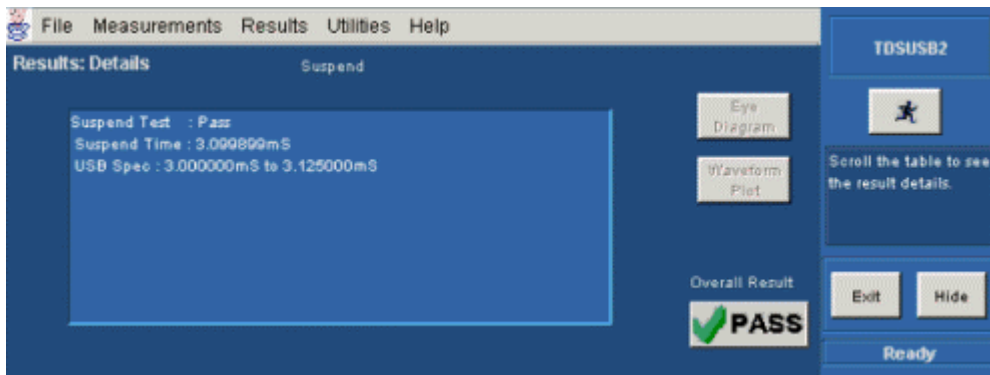 File Measurements Results Utilities Help
Results: Details
Suspend
Suspend Test : Pass
Suspend Time : 3.099899mS
USB Spec : 3.000000mS to 3.125000mS
Eye
Diagram
Waveform
Plot
Overall Result
PASS
TDSUSB2
Scroll the table to see
the result details.
Exit
Hide
Ready